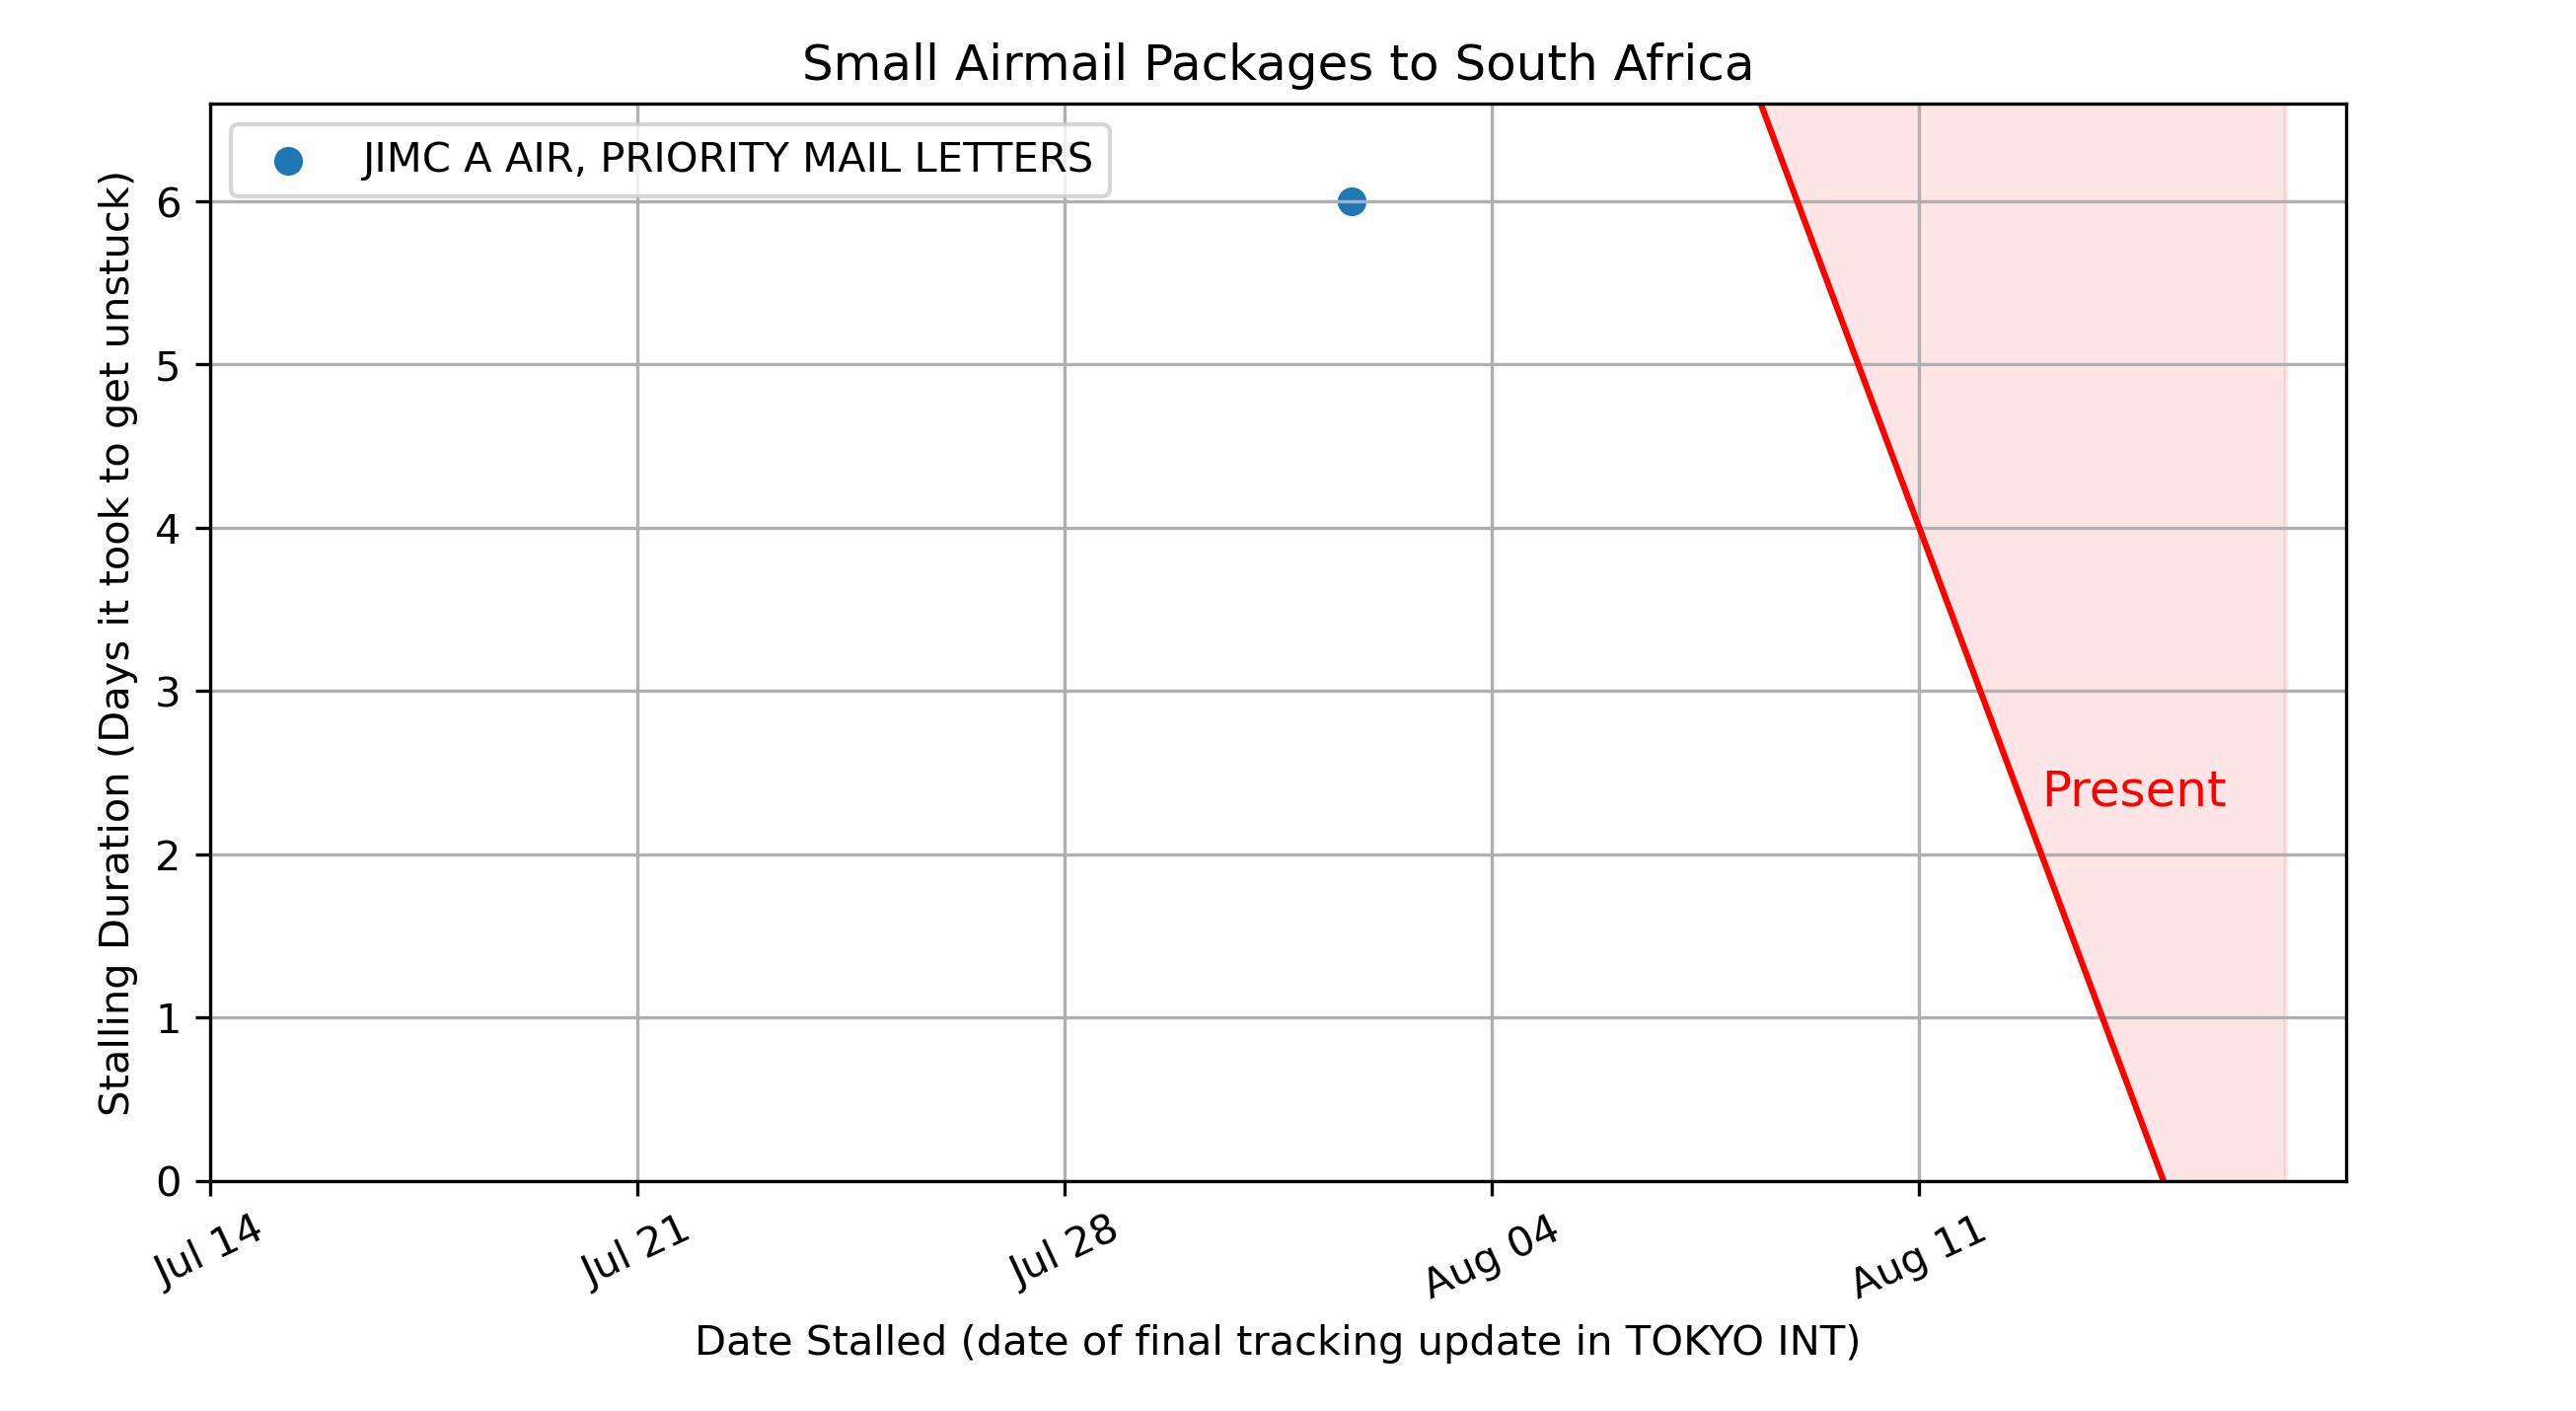 Small Airmail Packages to South Africa
JIMC A AIR, PRIORITY MAIL LETTERS
Stalling Duration (Days it took to get unstuck)
6
5
4
3
2
1
0
Present
Jul 14
Jul 21
Jul 28
Aug 04
Aug 11
Date Stalled (date of final tracking update in TOKYO INT)